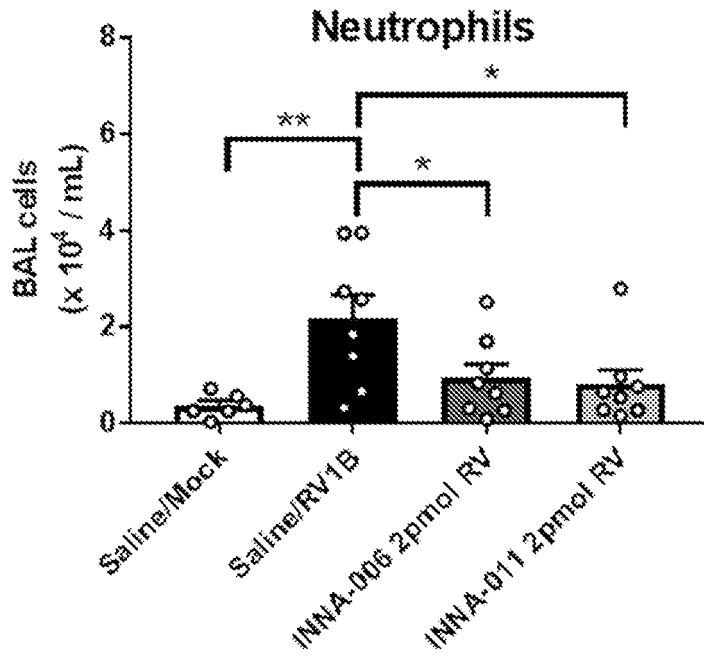 Neutrophils
BAL cells
(x 10⁴ / mL)
8
6
4
2
0
**
*
*
Saline/Mock
Saline/RV1B
INNA-006 2pmol RV
INNA-011 2pmol RV